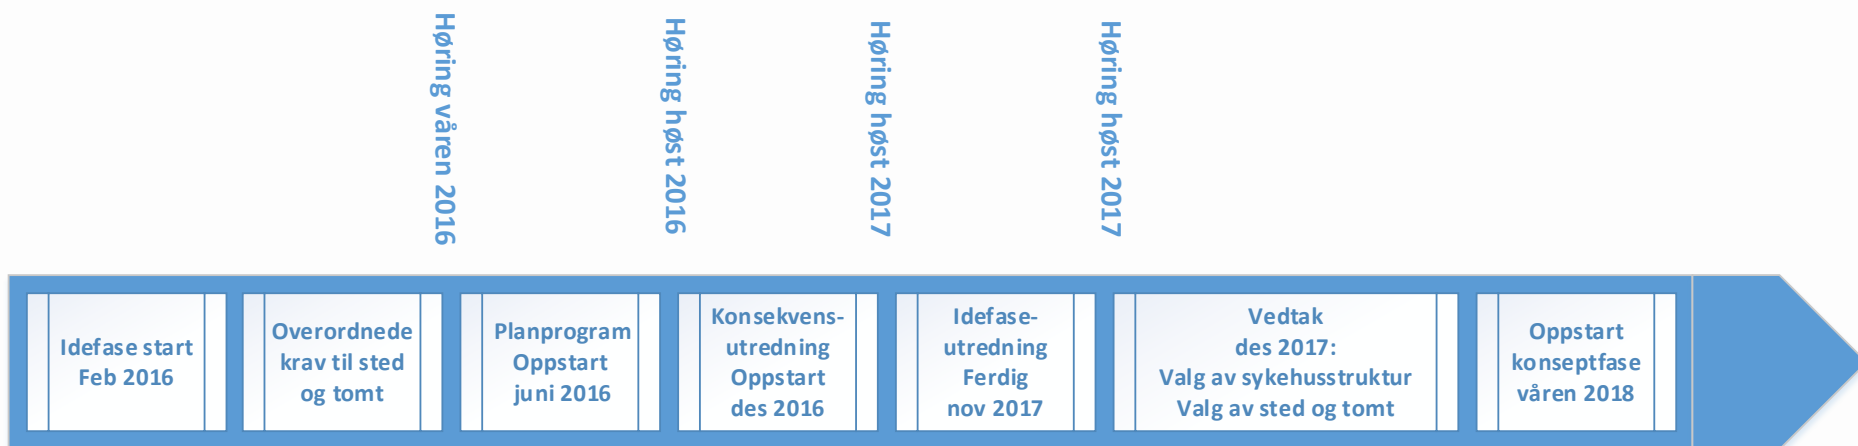 Høring våren 2016
Høring høst 2016
Høring høst 2017
Høring høst 2017
Idefase start
Feb 2016
Overordnede
krav til sted
og tomt
Planprogram
Oppstart
juni 2016
Konsekvens-
utredning
Oppstart
des 2016
Idefase-
utredning
Ferdig
nov 2017
Vedtak
des 2017:
Valg av sykehusstruktur
Valg av sted og tomt
Oppstart
konseptfase
våren 2018